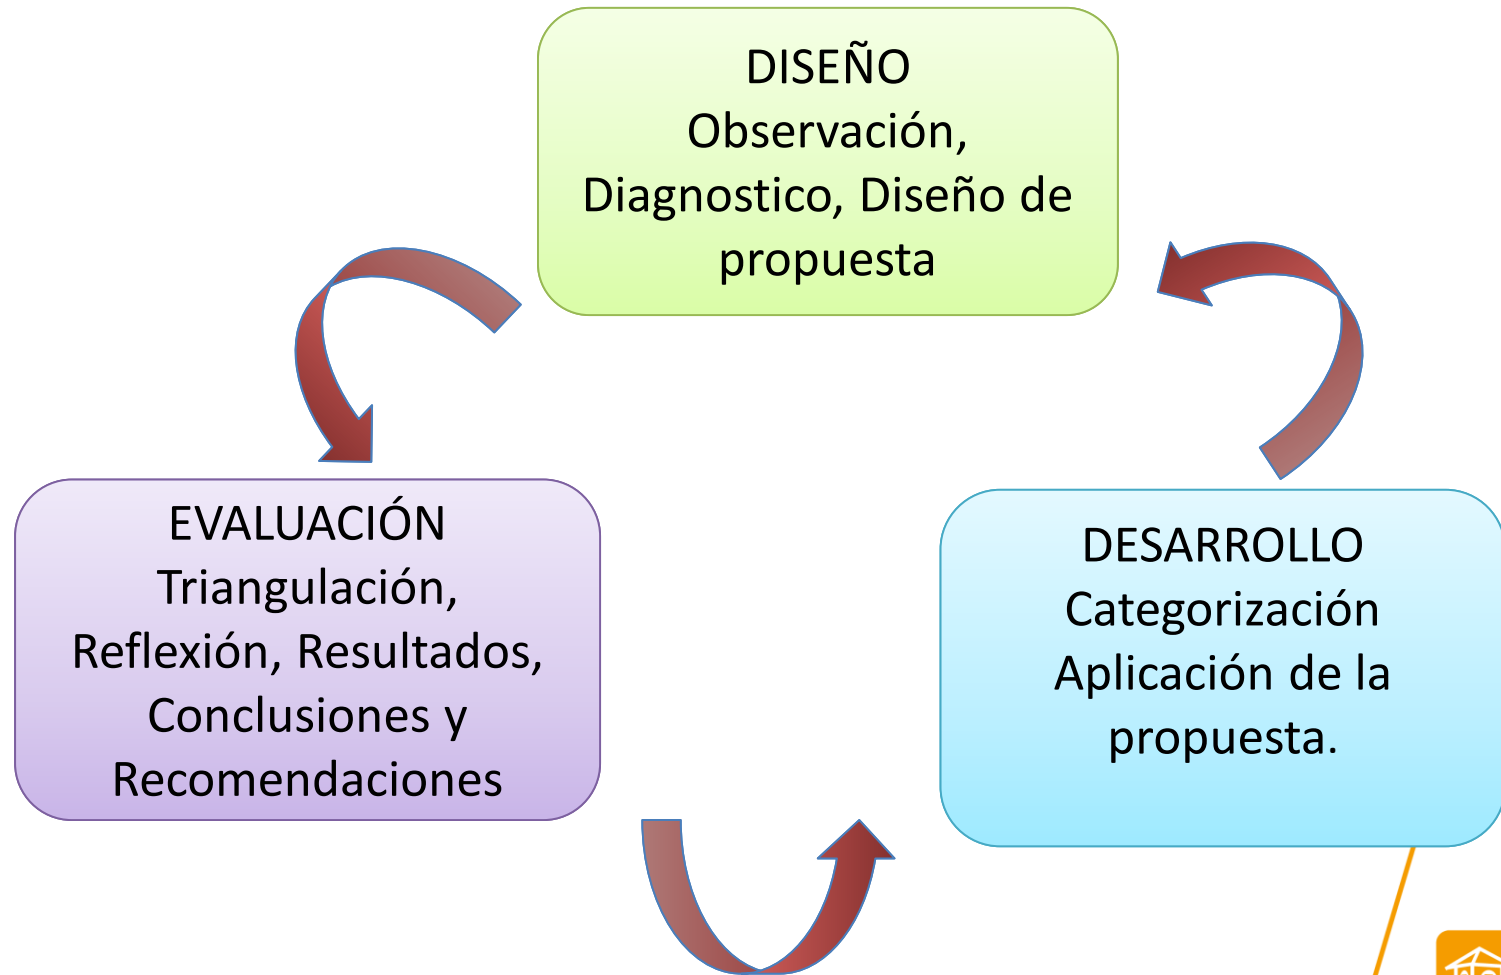 DISEÑO
Observación,
Diagnostico, Diseño de
propuesta
EVALUACIÓN
Triangulación,
Reflexión, Resultados,
Conclusiones y
Recomendaciones
DESARROLLO
Categorización
Aplicación de la
propuesta.